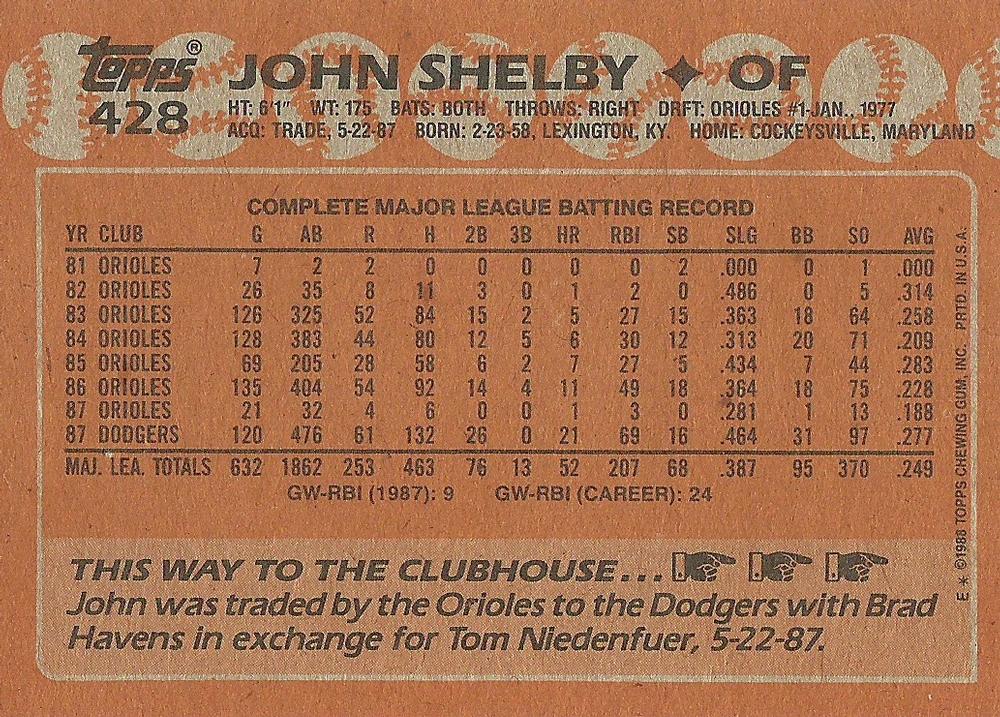 Topps®
428
JOHN SHELBY ✦ OF
HT: 6'1" WT: 175 BATS: BOTH THROWS: RIGHT DRFT: ORIOLES #1-JAN., 1977
ACQ: TRADE, 5-22-87 BORN: 2-23-58, LEXINGTON, KY. HOME: COCKEYSVILLE, MARYLAND
COMPLETE MAJOR LEAGUE BATTING RECORD
YR CLUB G AB R H 2B 3B HR RBI SB SLG BB SO AVG
81 ORIOLES 7 2 2 0 0 0 0 0 2 .000 0 1 .000
82 ORIOLES 26 35 8 11 3 0 1 2 0 .486 0 5 .314
83 ORIOLES 126 325 52 84 15 2 5 27 15 .363 18 64 .258
84 ORIOLES 128 383 44 80 12 5 6 30 12 .313 20 71 .209
85 ORIOLES 69 205 28 58 6 2 7 27 5 .434 7 44 .283
86 ORIOLES 135 404 54 92 14 4 11 49 18 .364 18 75 .228
87 ORIOLES 21 32 4 6 0 0 1 3 0 .281 1 13 .188
87 DODGERS 120 476 61 132 26 0 21 69 16 .464 31 97 .277
MAJ. LEA. TOTALS 632 1862 253 463 76 13 52 207 68 .387 95 370 .249
GW-RBI (1987): 9 GW-RBI (CAREER): 24
THIS WAY TO THE CLUBHOUSE...
John was traded by the Orioles to the Dodgers with Brad
Havens in exchange for Tom Niedenfuer, 5-22-87.
E * ©1988 TOPPS CHEWING GUM, INC. PRTD. IN U.S.A.